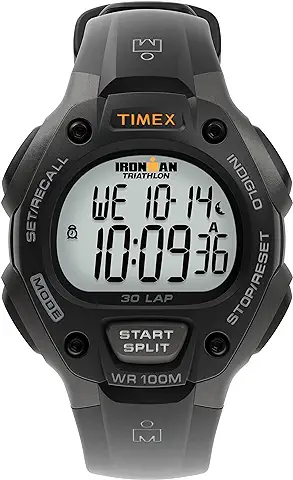 TIMEX
IRONMAN
TRIATHLON
SET/RECALL
INDIGLO
WE 10-14
A
10:09 36
MODE
STOP/RESET
30 LAP
START
SPLIT
WR 100M